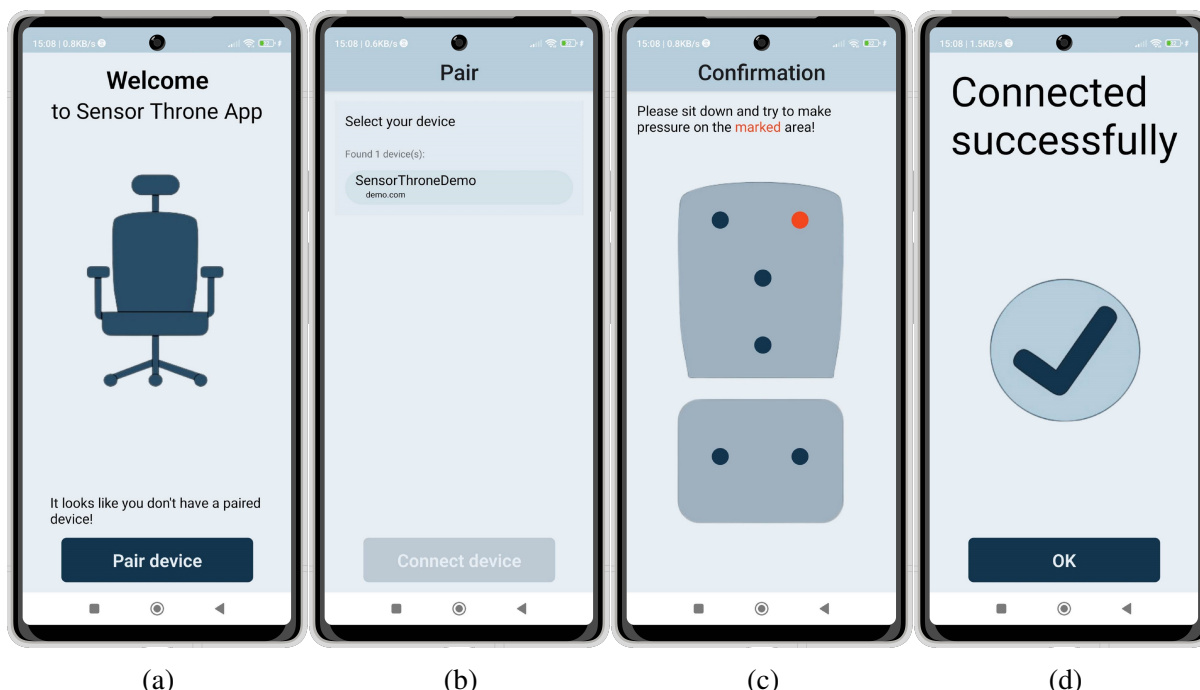 15:08 | 0.8KB/s
Welcome
to Sensor Throne App
It looks like you don't have a paired
device!
Pair device
(a)
15:08 | 0.6KB/s
Pair
Select your device
Found 1 device(s):
SensorThroneDemo
demo.com
Connect device
(b)
15:08 | 0.8KB/s
Confirmation
Please sit down and try to make
pressure on the marked area!
(c)
15:08 | 1.5KB/s
Connected
successfully
OK
(d)